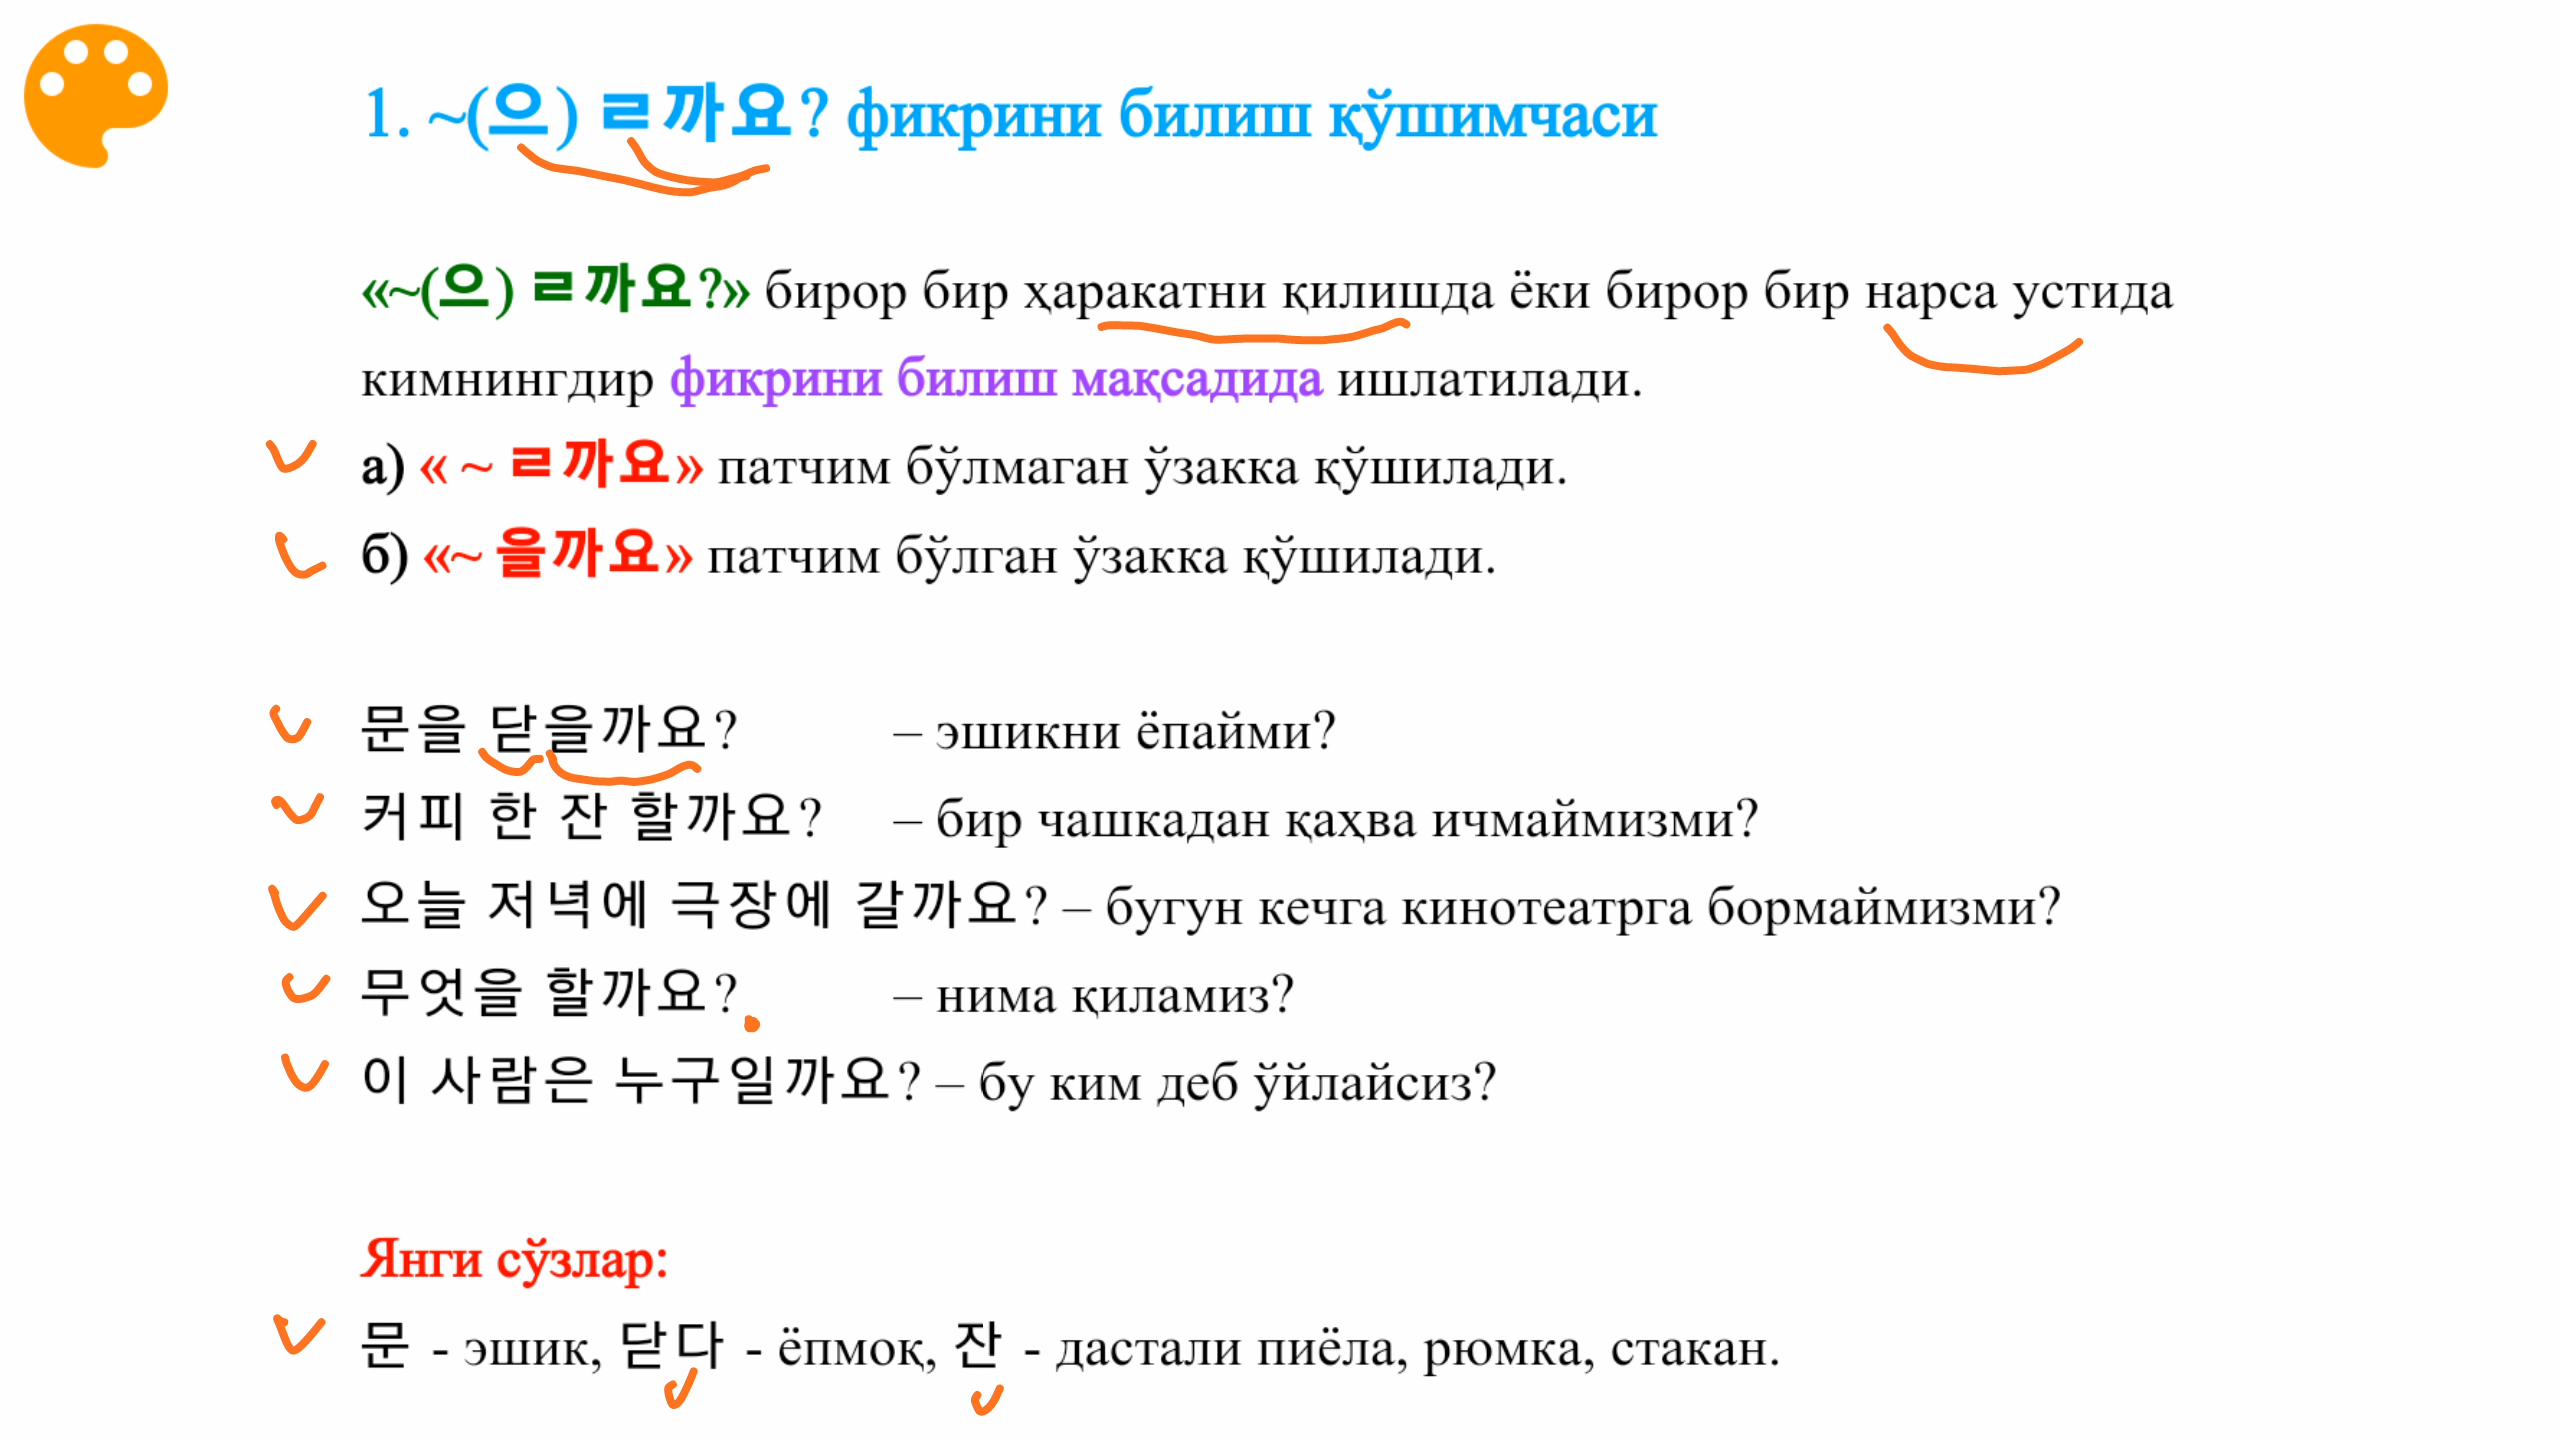 1. ~(으) ㄹ까요? фикрини билиш қўшимчаси
«~(으) ㄹ까요?» бирор бир ҳаракатни қилишда ёки бирор бир нарса устида
кимнингдир фикрини билиш мақсадида ишлатилади.
а) « ~ ㄹ까요» патчим бўлмаган ўзакка қўшилади.
б) «~ 을까요» патчим бўлган ўзакка қўшилади.
문을 닫을까요? – эшикни ёпайми?
커피 한 잔 할까요? – бир чашкадан қаҳва ичмаймизми?
오늘 저녁에 극장에 갈까요? – бугун кечга кинотеатрга бормаймизми?
무엇을 할까요? – нима қиламиз?
이 사람은 누구일까요? – бу ким деб ўйлайсиз?
Янги сўзлар:
문 - эшик, 닫다 - ёпмоқ, 잔 - дастали пиёла, рюмка, стакан.